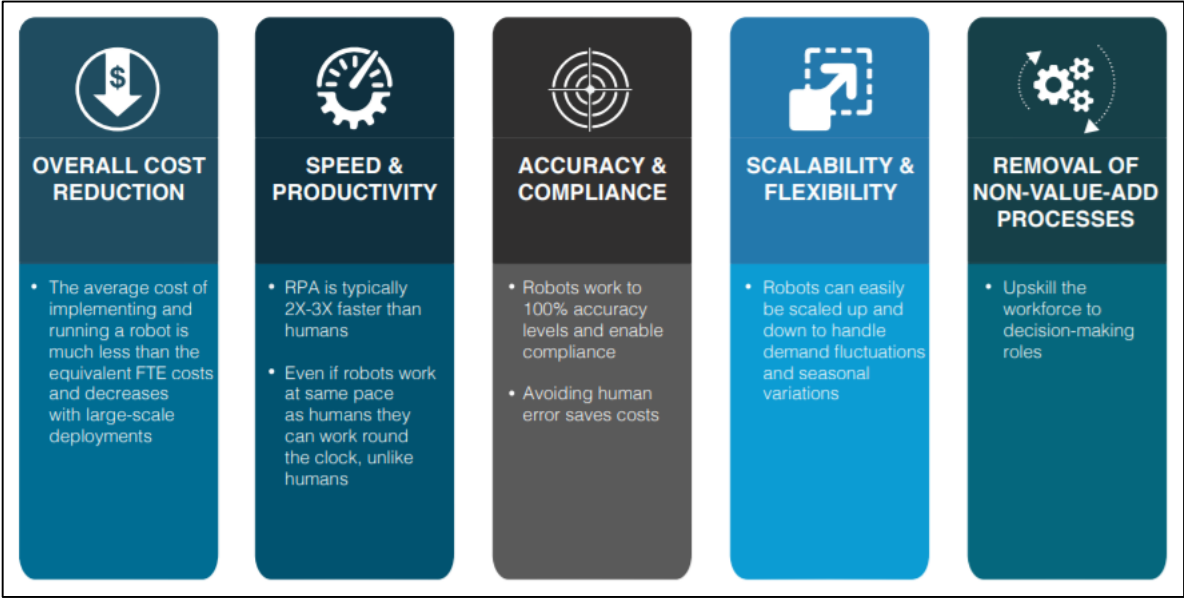 $
OVERALL COST
REDUCTION
• The average cost of
implementing and
running a robot is
much less than the
equivalent FTE costs
and decreases
with large-scale
deployments
SPEED &
PRODUCTIVITY
• RPA is typically
2X-3X faster than
humans
• Even if robots work
at same pace
as humans they
can work round
the clock, unlike
humans
ACCURACY &
COMPLIANCE
• Robots work to
100% accuracy
levels and enable
compliance
• Avoiding human
error saves costs
SCALABILITY &
FLEXIBILITY
• Robots can easily
be scaled up and
down to handle
demand fluctuations
and seasonal
variations
REMOVAL OF
NON-VALUE-ADD
PROCESSES
• Upskill the
workforce to
decision-making
roles